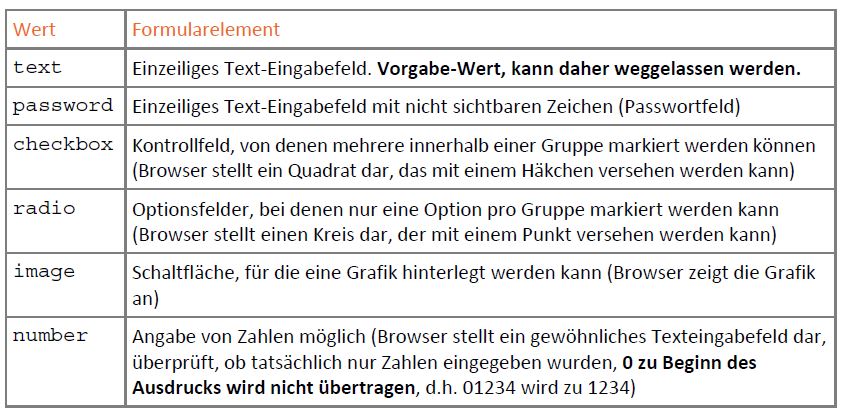 Wert Formularelement
text Einzeiliges Text-Eingabefeld. Vorgabe-Wert, kann daher weggelassen werden.
password Einzeiliges Text-Eingabefeld mit nicht sichtbaren Zeichen (Passwortfeld)
checkbox Kontrollfeld, von denen mehrere innerhalb einer Gruppe markiert werden können
(Browser stellt ein Quadrat dar, das mit einem Häkchen versehen werden kann)
radio Optionsfelder, bei denen nur eine Option pro Gruppe markiert werden kann
(Browser stellt einen Kreis dar, der mit einem Punkt versehen werden kann)
image Schaltfläche, für die eine Grafik hinterlegt werden kann (Browser zeigt die Grafik
an)
number Angabe von Zahlen möglich (Browser stellt ein gewöhnliches Texteingabefeld dar,
überprüft, ob tatsächlich nur Zahlen eingegeben wurden, 0 zu Beginn des
Ausdrucks wird nicht übertragen, d.h. 01234 wird zu 1234)